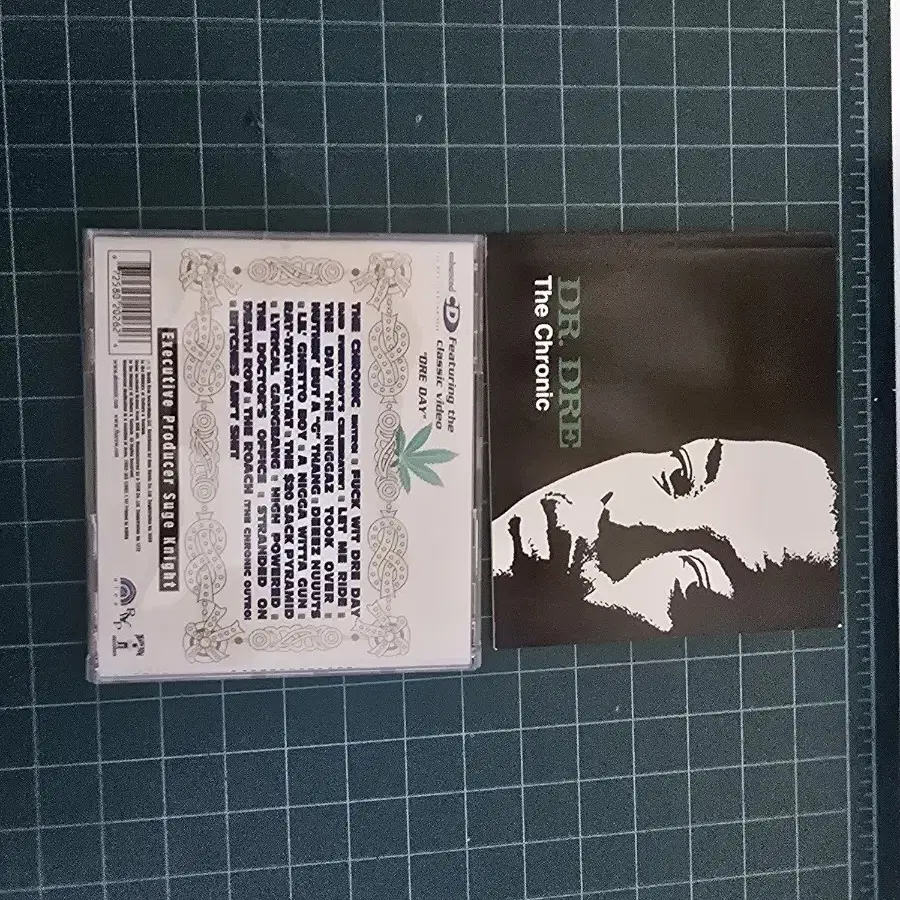 DR. DRE
The Chronic
enhanced CD Featuring the
classic video
"DRE DAY"
THE CHRONIC (INTRO) FUCK WIT DRE DAY
(AND EVERYBODY'S CELEBRATIN') LET ME RIDE
THE DAY THE NIGGAZ TOOK OVER
NUTHIN' BUT A "G" THANG DEEEZ NUUUTS
LIL' GHETTO BOY A NIGGA WITTA GUN
RAT-TAT-TAT-TAT THE $20 SACK PYRAMID
LYRICAL GANGBANG HIGH POWERED
THE DOCTOR'S OFFICE STRANDED ON
DEATH ROW THE ROACH (THE CHRONIC OUTRO)
BITCHES AIN'T SHIT
Executive Producer Suge Knight